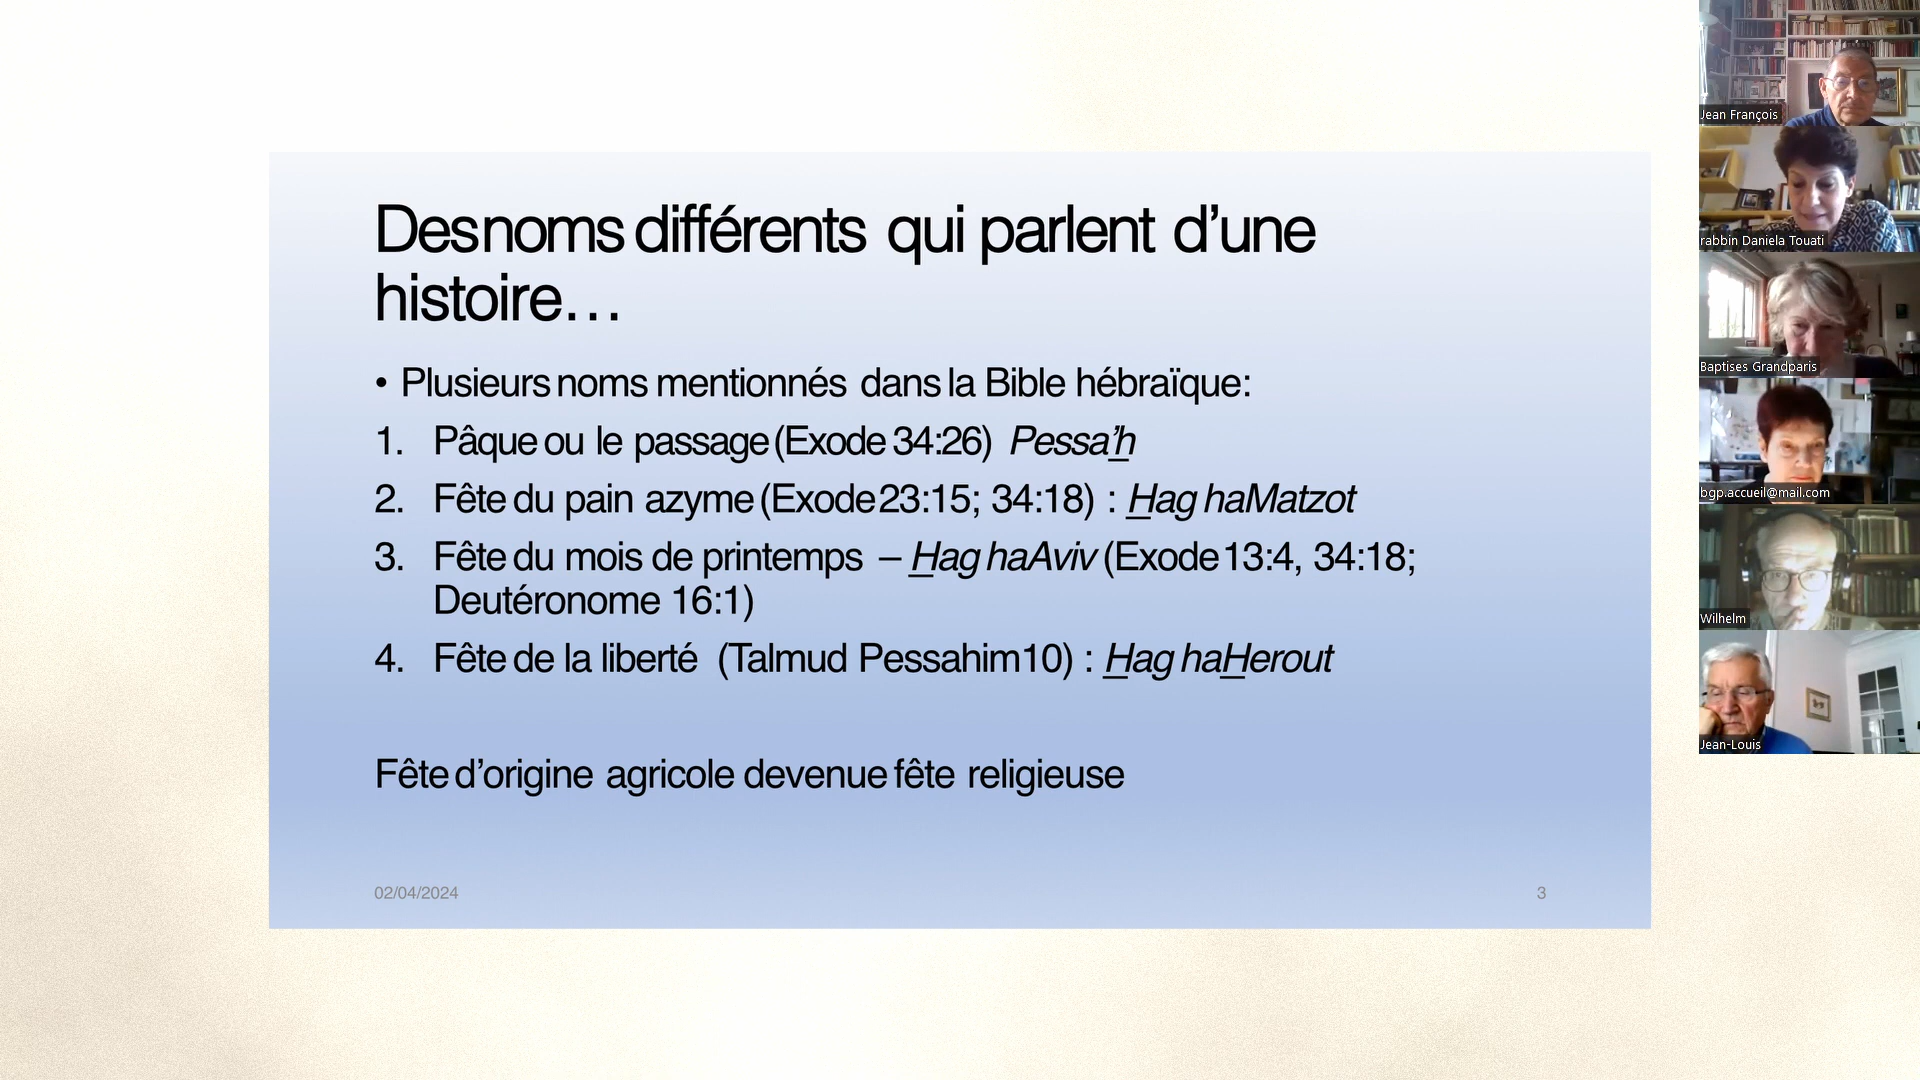 Des noms différents qui parlent d’une
histoire…
• Plusieurs noms mentionnés dans la Bible hébraïque:
1. Pâque ou le passage (Exode 34:26) Pessa’h
2. Fête du pain azyme (Exode 23:15; 34:18) : Hag haMatzot
3. Fête du mois de printemps – Hag haAviv (Exode 13:4, 34:18;
Deutéronome 16:1)
4. Fête de la liberté (Talmud Pessahim10) : Hag haHerout
Fête d’origine agricole devenue fête religieuse
02/04/2024
3
Jean François
rabbin Daniela Touati
Baptises Grandparis
bgp.accueil@mail.com
Wilhelm
Jean-Louis